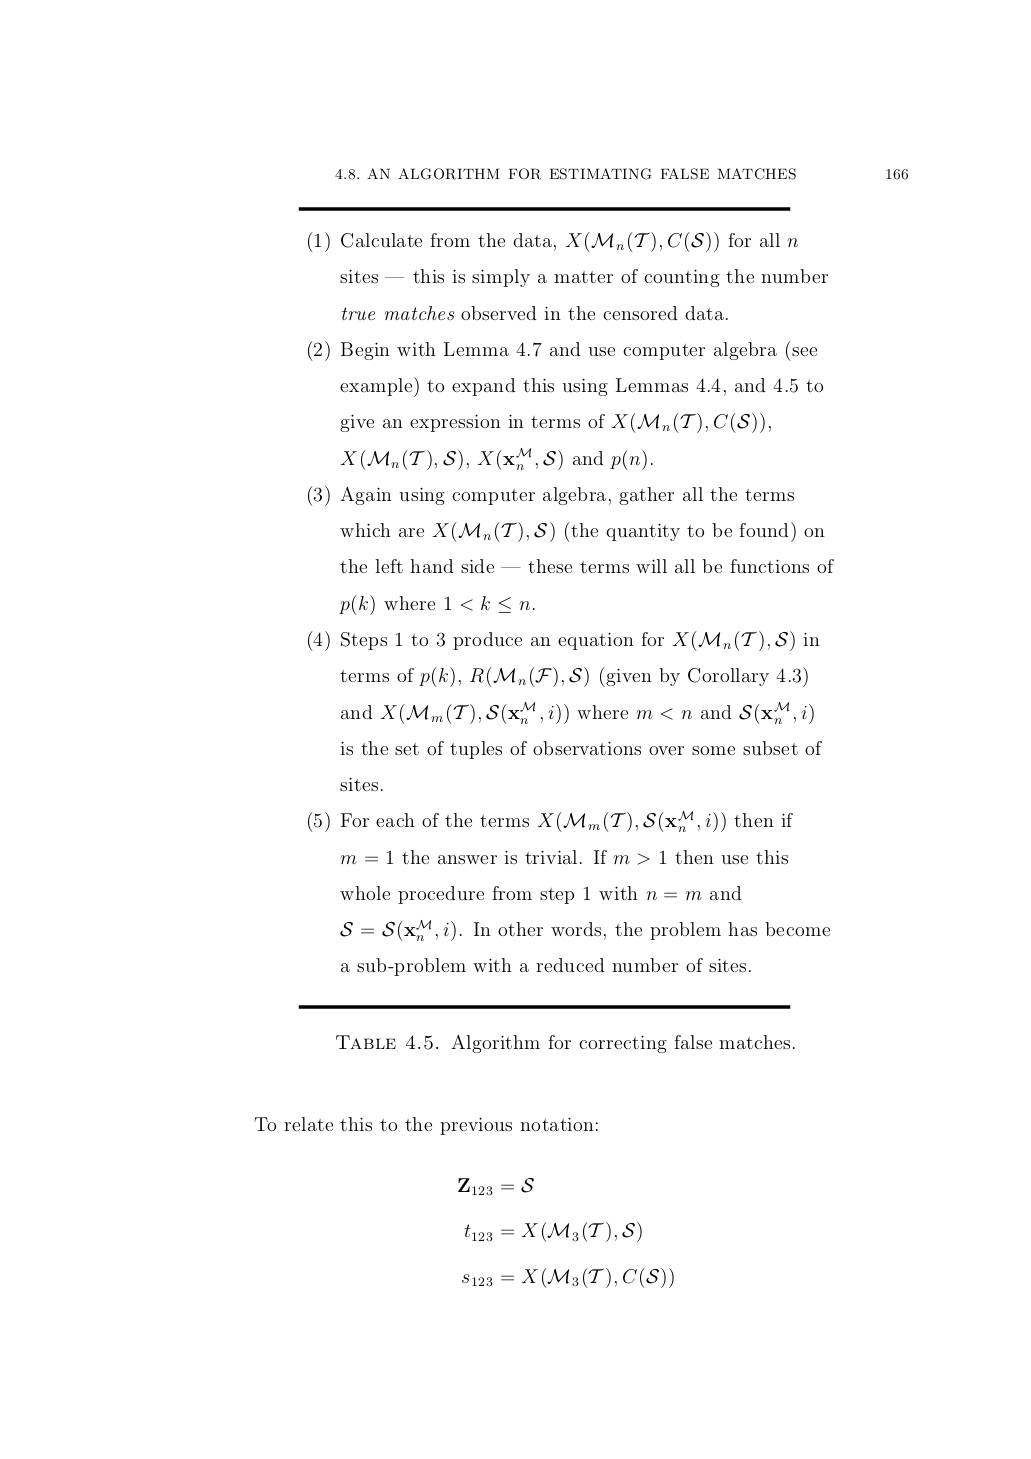 4.8. AN ALGORITHM FOR ESTIMATING FALSE MATCHES 166
(1) Calculate from the data, $X(\mathcal{M}_n(\mathcal{T}), C(\mathcal{S}))$ for all $n$
sites — this is simply a matter of counting the number
true matches observed in the censored data.
(2) Begin with Lemma 4.7 and use computer algebra (see
example) to expand this using Lemmas 4.4, and 4.5 to
give an expression in terms of $X(\mathcal{M}_n(\mathcal{T}), C(\mathcal{S}))$,
$X(\mathcal{M}_n(\mathcal{T}), \mathcal{S})$, $X(\mathbf{x}_n^{\mathcal{M}}, \mathcal{S})$ and $p(n)$.
(3) Again using computer algebra, gather all the terms
which are $X(\mathcal{M}_n(\mathcal{T}), \mathcal{S})$ (the quantity to be found) on
the left hand side — these terms will all be functions of
$p(k)$ where $1 < k \leq n$.
(4) Steps 1 to 3 produce an equation for $X(\mathcal{M}_n(\mathcal{T}), \mathcal{S})$ in
terms of $p(k)$, $R(\mathcal{M}_n(\mathcal{F}), \mathcal{S})$ (given by Corollary 4.3)
and $X(\mathcal{M}_m(\mathcal{T}), \mathcal{S}(\mathbf{x}_n^{\mathcal{M}}, i))$ where $m < n$ and $\mathcal{S}(\mathbf{x}_n^{\mathcal{M}}, i)$
is the set of tuples of observations over some subset of
sites.
(5) For each of the terms $X(\mathcal{M}_m(\mathcal{T}), \mathcal{S}(\mathbf{x}_n^{\mathcal{M}}, i))$ then if
$m = 1$ the answer is trivial. If $m > 1$ then use this
whole procedure from step 1 with $n = m$ and
$\mathcal{S} = \mathcal{S}(\mathbf{x}_n^{\mathcal{M}}, i)$. In other words, the problem has become
a sub-problem with a reduced number of sites.
TABLE 4.5. Algorithm for correcting false matches.
To relate this to the previous notation:
$\mathbf{Z}_{123} = \mathcal{S}$
$t_{123} = X(\mathcal{M}_3(\mathcal{T}), \mathcal{S})$
$s_{123} = X(\mathcal{M}_3(\mathcal{T}), C(\mathcal{S}))$